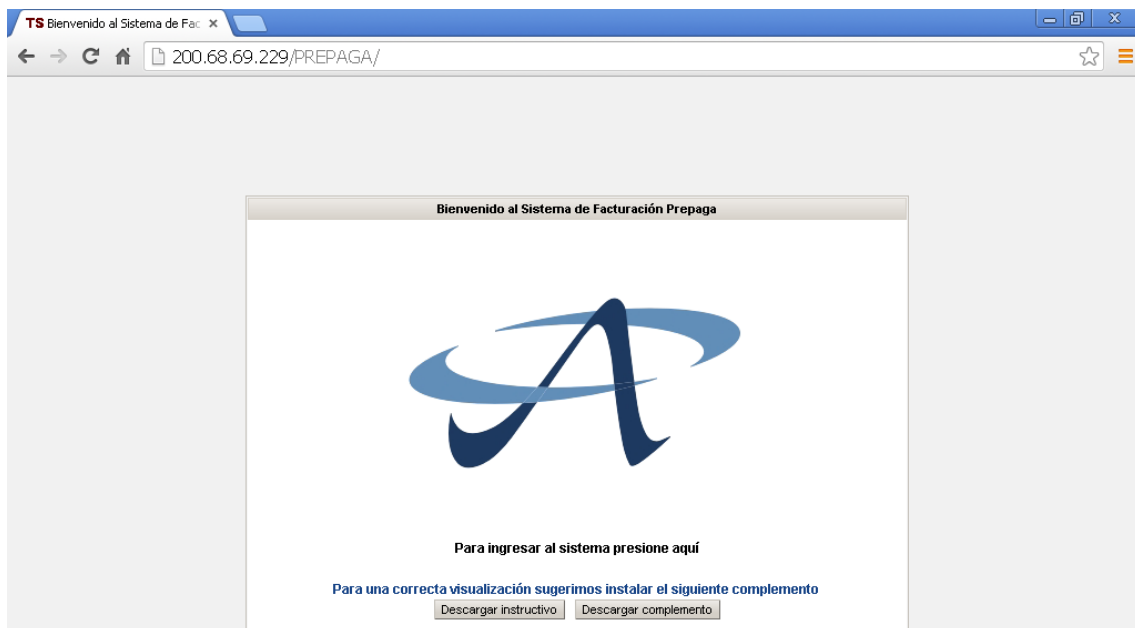 TS Bienvenido al Sistema de Fac
200.68.69.229/PREPAGA/
Bienvenido al Sistema de Facturación Prepaga
Para ingresar al sistema presione aquí
Para una correcta visualización sugerimos instalar el siguiente complemento
Descargar instructivo Descargar complemento